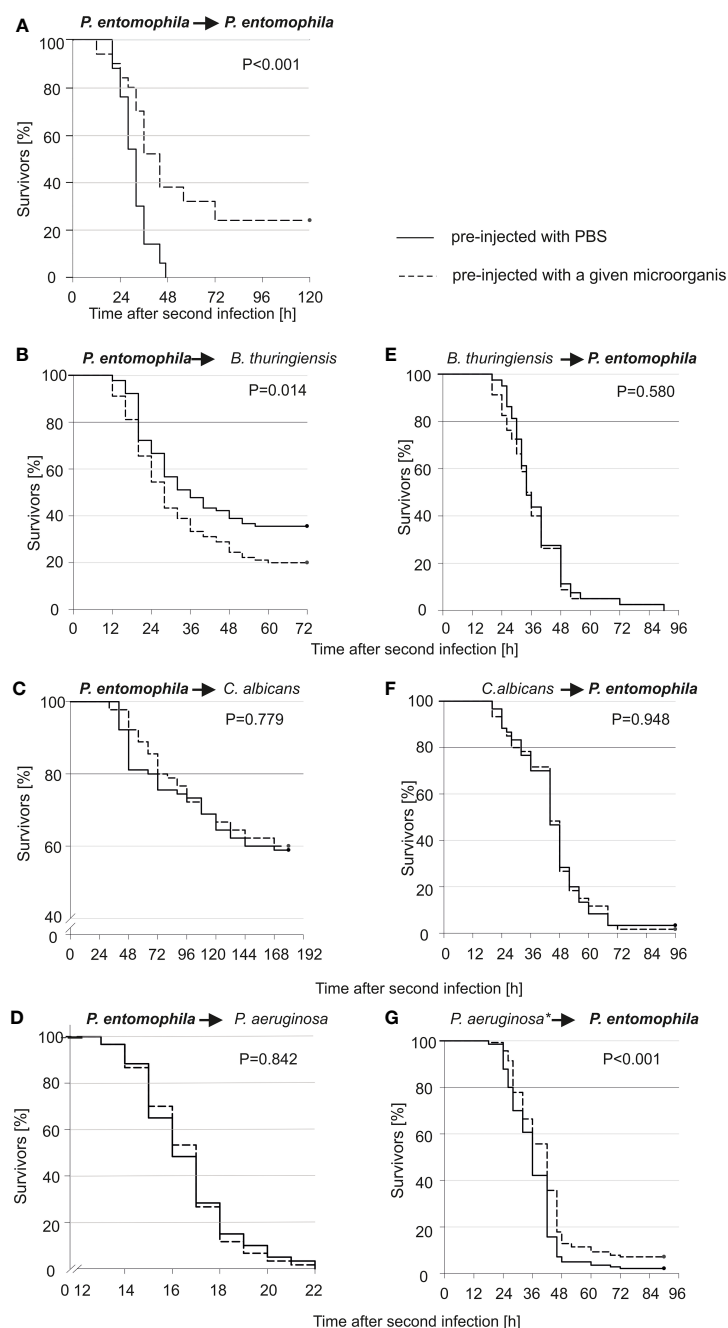 A
P. entomophila → P. entomophila
P<0.001
Survivors [%]
100
80
60
40
20
0
0 24 48 72 96 120
Time after second infection [h]
pre-injected with PBS
pre-injected with a given microorganis
B
P. entomophila → B. thuringiensis
P=0.014
Survivors [%]
100
80
60
40
20
0
0 12 24 36 48 60 72
E
B. thuringiensis → P. entomophila
P=0.580
Survivors [%]
100
80
60
40
20
0
0 12 24 36 48 60 72 84 96
Time after second infection [h]
C
P. entomophila → C. albicans
P=0.779
Survivors [%]
100
80
60
40
0
0 24 48 72 96 120 144 168 192
F
C.albicans → P. entomophila
P=0.948
Survivors [%]
100
80
60
40
20
0
0 12 24 36 48 60 72 84 96
Time after second infection [h]
D
P. entomophila → P. aeruginosa
P=0.842
Survivors [%]
100
80
60
40
20
0
0 12 14 16 18 20 22
G
P. aeruginosa* → P. entomophila
P<0.001
Survivors [%]
100
80
60
40
20
0
0 12 24 36 48 60 72 84 96
Time after second infection [h]